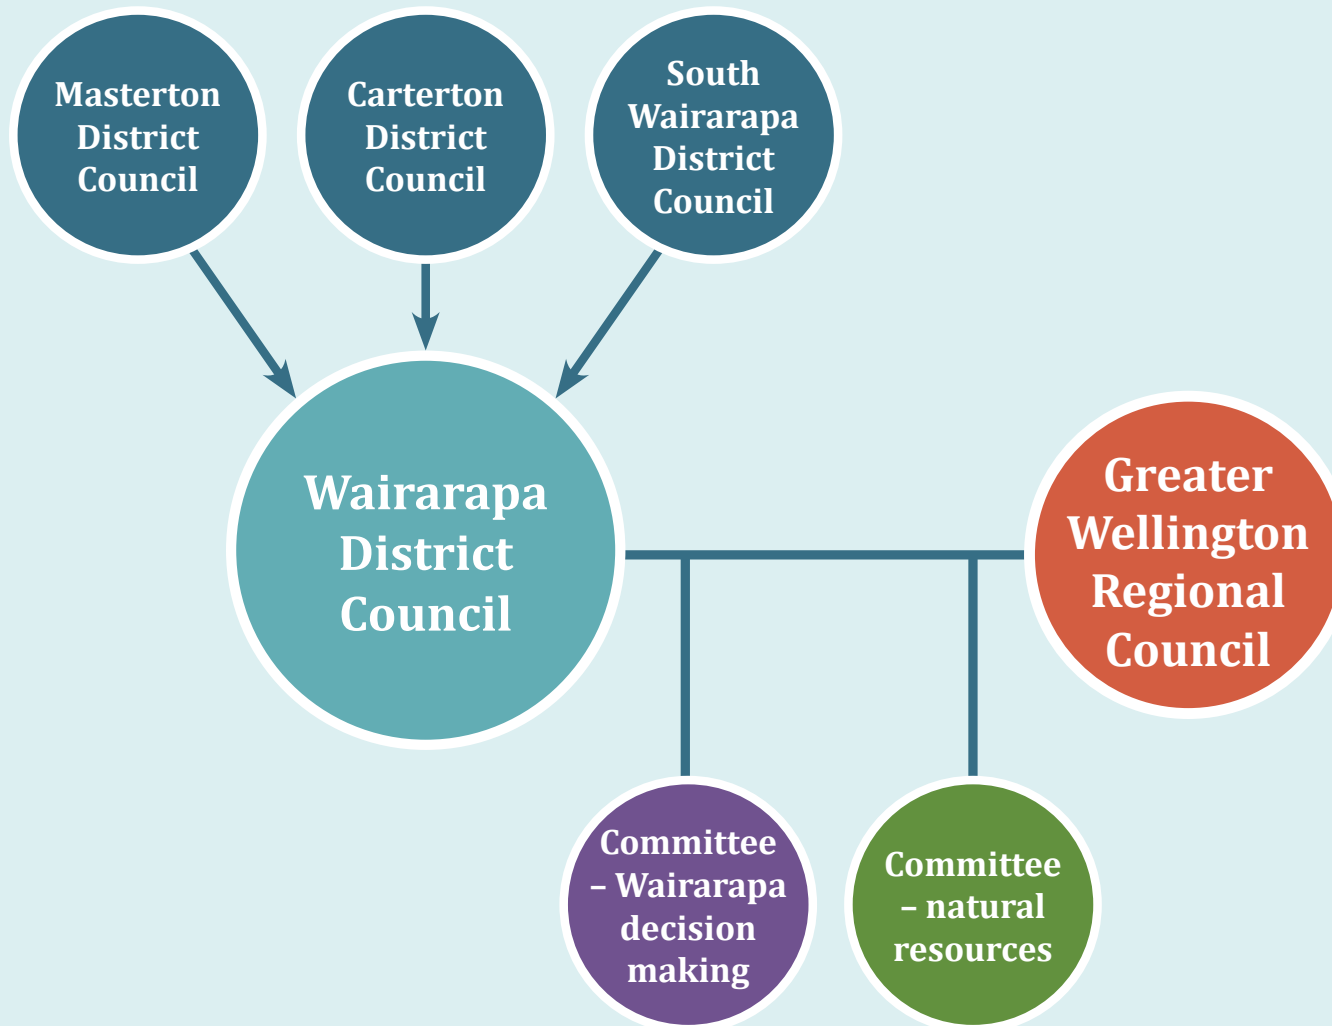 Masterton
District
Council
Carterton
District
Council
South
Wairarapa
District
Council
Wairarapa
District
Council
Greater
Wellington
Regional
Council
Committee
– Wairarapa
decision
making
Committee
– natural
resources